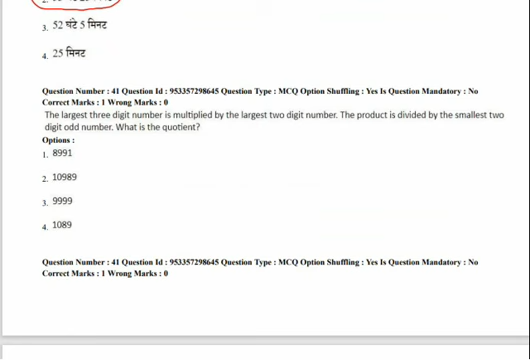 3. 52 घंटे 5 मिनट
4. 25 मिनट
Question Number : 41 Question Id : 953357298645 Question Type : MCQ Option Shuffling : Yes Is Question Mandatory : No
Correct Marks : 1 Wrong Marks : 0
The largest three digit number is multiplied by the largest two digit number. The product is divided by the smallest two
digit odd number. What is the quotient?
Options :
1. 8991
2. 10989
3. 9999
4. 1089
Question Number : 41 Question Id : 953357298645 Question Type : MCQ Option Shuffling : Yes Is Question Mandatory : No
Correct Marks : 1 Wrong Marks : 0